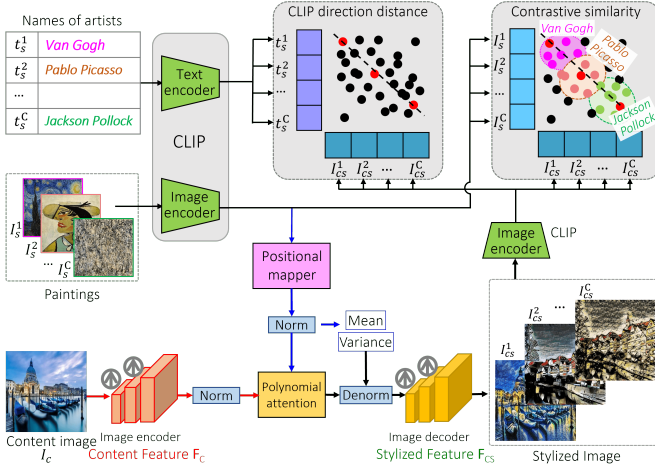 Names of artists
t_s^1 Van Gogh
t_s^2 Pablo Picasso
...
t_s^C Jackson Pollock
Text
encoder
CLIP
Image
encoder
CLIP direction distance
t_s^1
t_s^2
...
t_s^C
I_cs^1 I_cs^2 ... I_cs^C
Contrastive similarity
I_s^1
I_s^2
...
I_s^C
Van Gogh
Pablo
Picasso
Jackson
Pollock
I_cs^1 I_cs^2 ... I_cs^C
I_s^1
I_s^2
... I_s^C
Paintings
Positional
mapper
Image
encoder
CLIP
Norm
Mean
Variance
I_cs^1
I_cs^2
...
I_cs^C
Stylized Image
Content image
I_c
Image encoder
Content Feature F_C
Norm
Polynomial
attention
Denorm
Image decoder
Stylized Feature F_CS